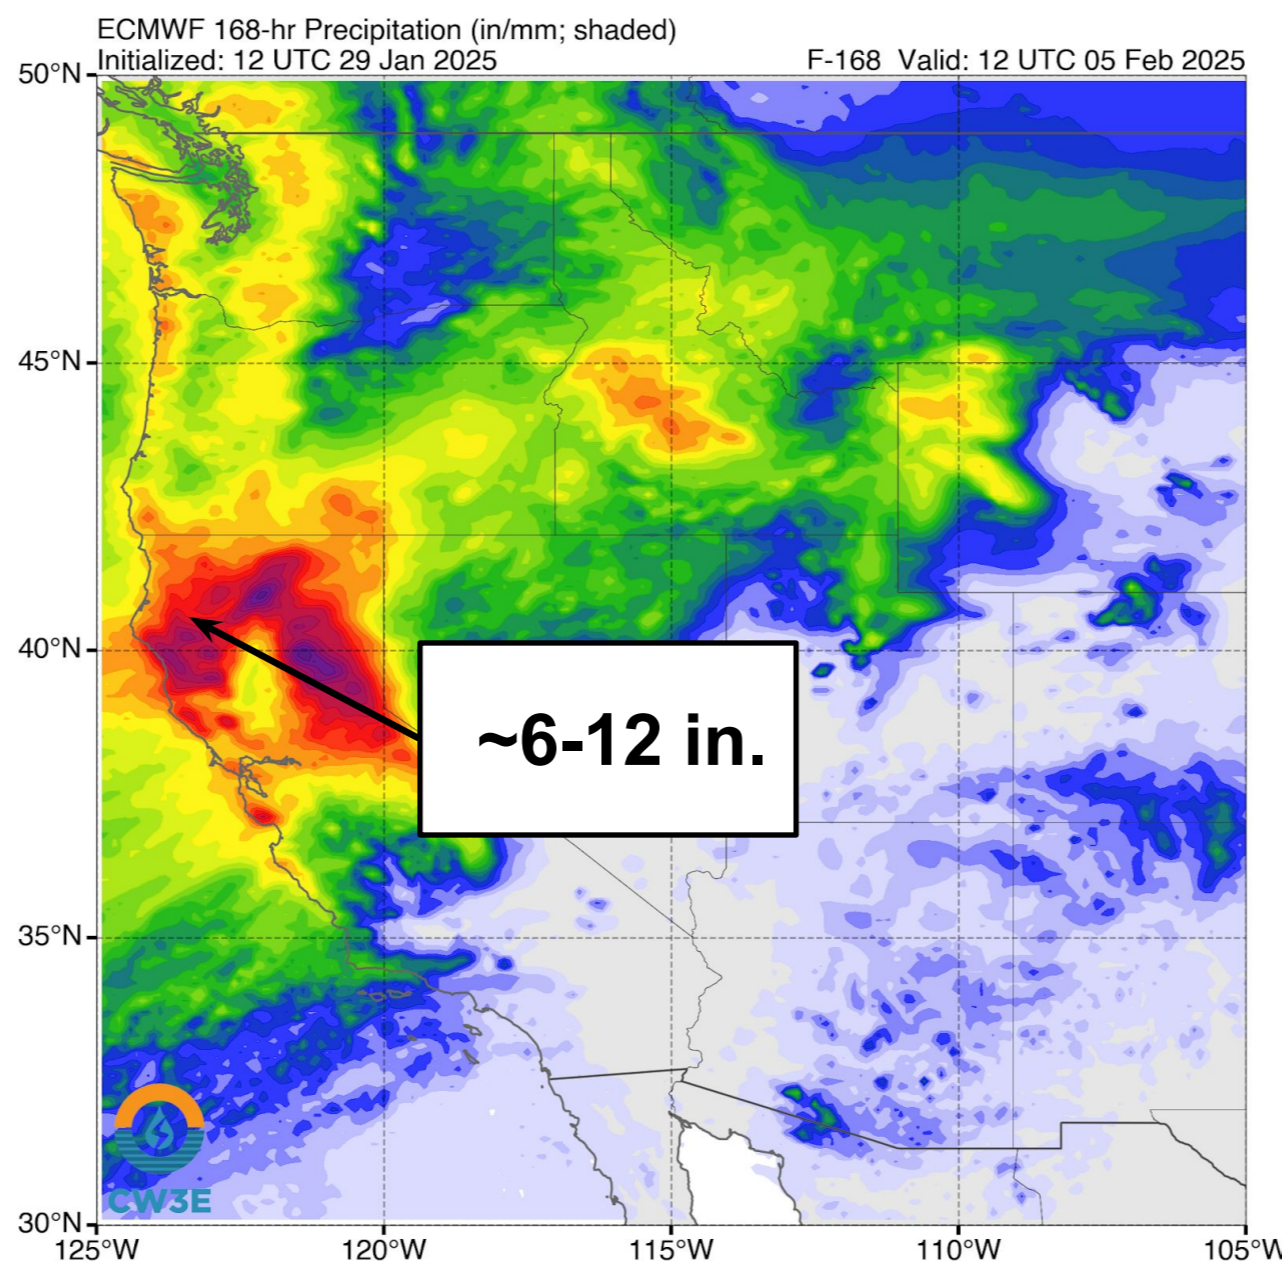 ECMWF 168-hr Precipitation (in/mm; shaded)
Initialized: 12 UTC 29 Jan 2025
F-168 Valid: 12 UTC 05 Feb 2025
50°N
45°N
40°N
~6-12 in.
35°N
CW3E
30°N
125°W
120°W
115°W
110°W
105°W